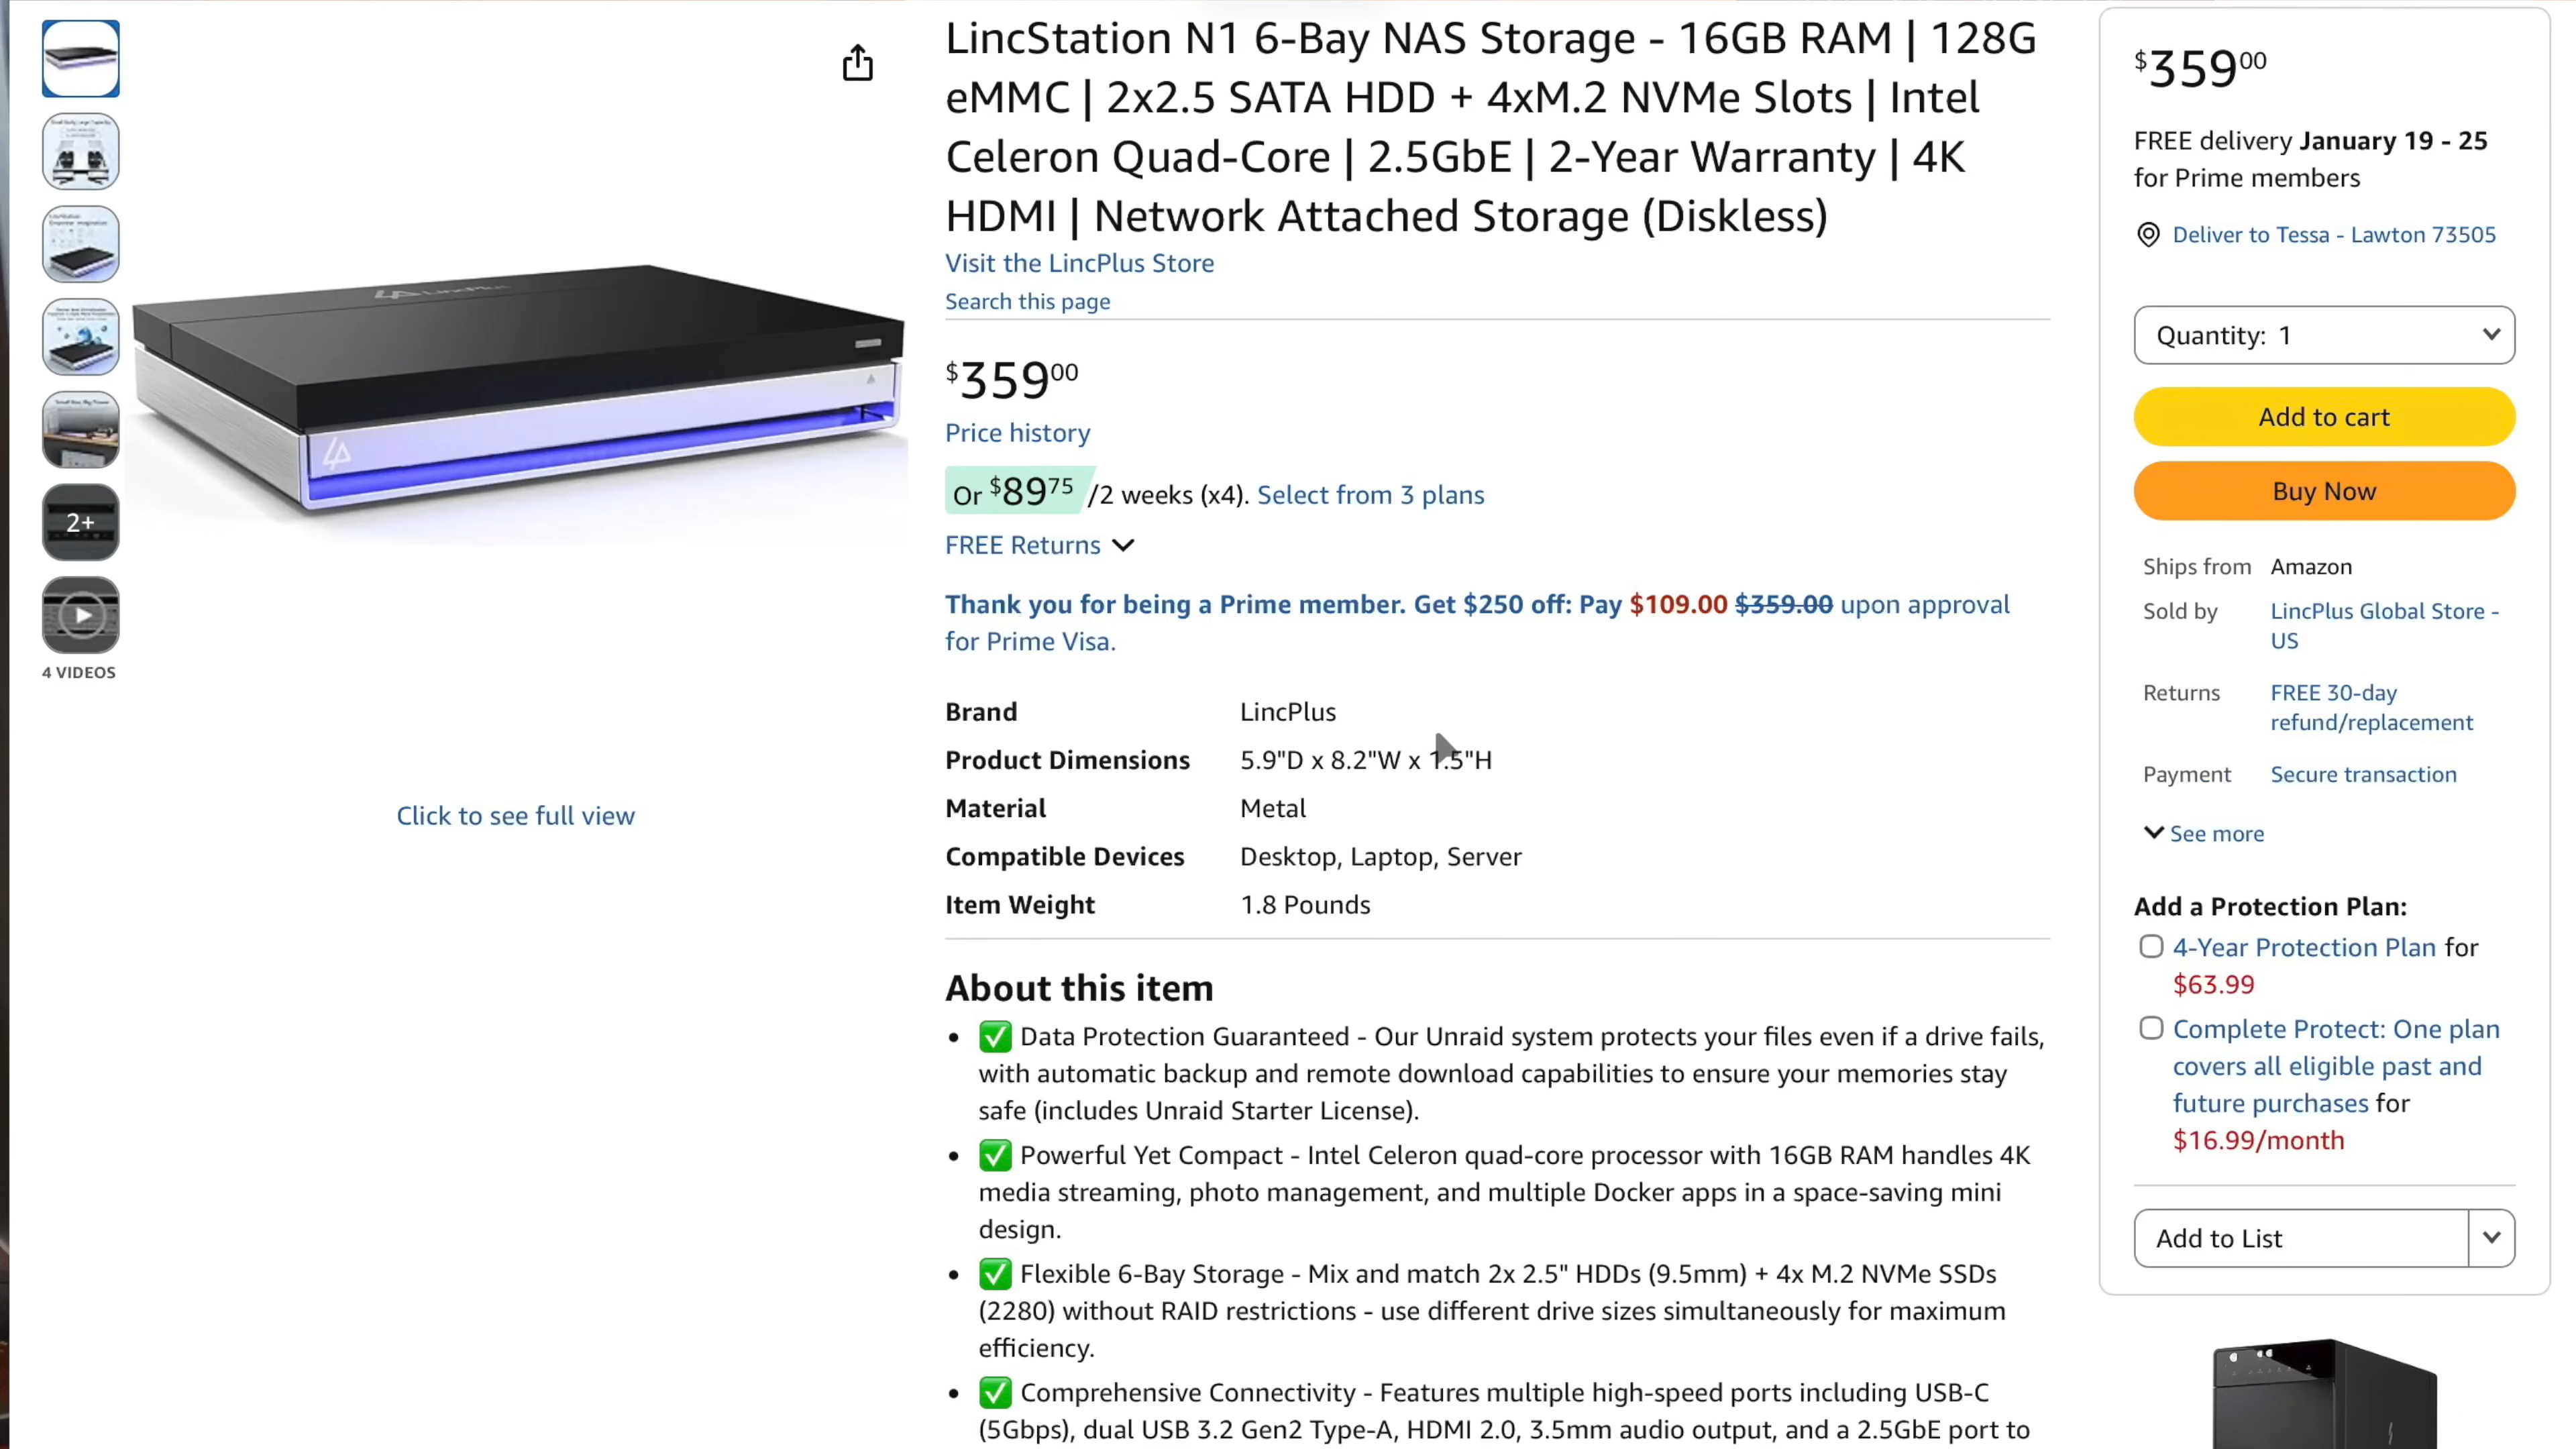 LincStation N1 6-Bay NAS Storage - 16GB RAM | 128G
eMMC | 2x2.5 SATA HDD + 4xM.2 NVMe Slots | Intel
Celeron Quad-Core | 2.5GbE | 2-Year Warranty | 4K
HDMI | Network Attached Storage (Diskless)
Visit the LincPlus Store
Search this page
$359.00
Price history
Or $89.75 /2 weeks (x4). Select from 3 plans
FREE Returns
Thank you for being a Prime member. Get $250 off: Pay $109.00 $359.00 upon approval
for Prime Visa.
Brand LincPlus
Product Dimensions 5.9"D x 8.2"W x 1.5"H
Material Metal
Compatible Devices Desktop, Laptop, Server
Item Weight 1.8 Pounds
About this item
• ✅ Data Protection Guaranteed - Our Unraid system protects your files even if a drive fails,
with automatic backup and remote download capabilities to ensure your memories stay
safe (includes Unraid Starter License).
• ✅ Powerful Yet Compact - Intel Celeron quad-core processor with 16GB RAM handles 4K
media streaming, photo management, and multiple Docker apps in a space-saving mini
design.
• ✅ Flexible 6-Bay Storage - Mix and match 2x 2.5" HDDs (9.5mm) + 4x M.2 NVMe SSDs
(2280) without RAID restrictions - use different drive sizes simultaneously for maximum
efficiency.
• ✅ Comprehensive Connectivity - Features multiple high-speed ports including USB-C
(5Gbps), dual USB 3.2 Gen2 Type-A, HDMI 2.0, 3.5mm audio output, and a 2.5GbE port to
2+
4 VIDEOS
LincPlus
Click to see full view
$359.00
FREE delivery January 19 - 25
for Prime members
Deliver to Tessa - Lawton 73505
Quantity: 1
Add to cart
Buy Now
Ships from Amazon
Sold by LincPlus Global Store -
US
Returns FREE 30-day
refund/replacement
Payment Secure transaction
See more
Add a Protection Plan:
4-Year Protection Plan for
$63.99
Complete Protect: One plan
covers all eligible past and
future purchases for
$16.99/month
Add to List